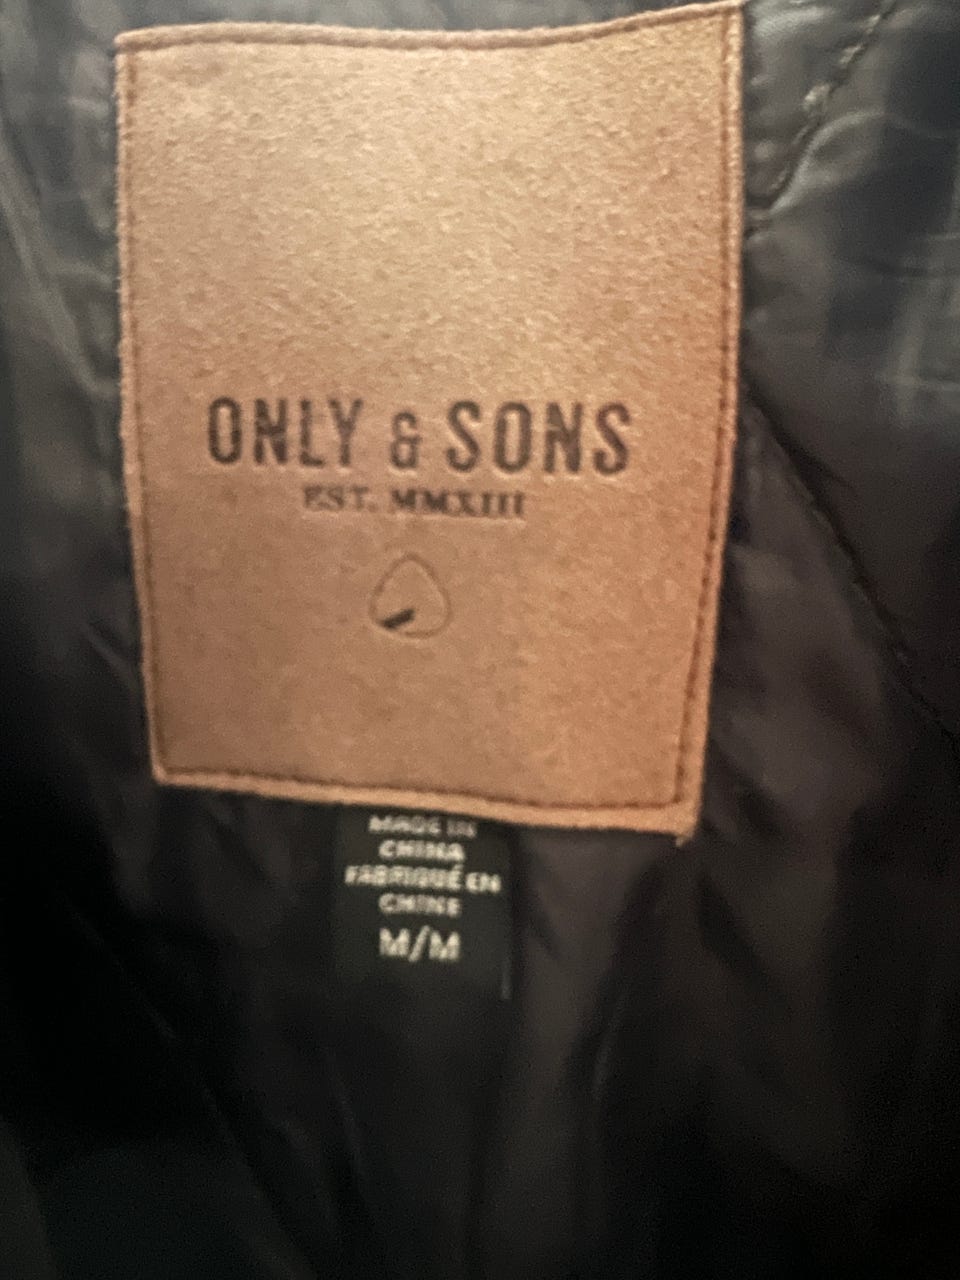 ONLY & SONS
EST. MMXIII
MADE IN
CHINA
FABRIQUÉ EN
CHINE
M/M